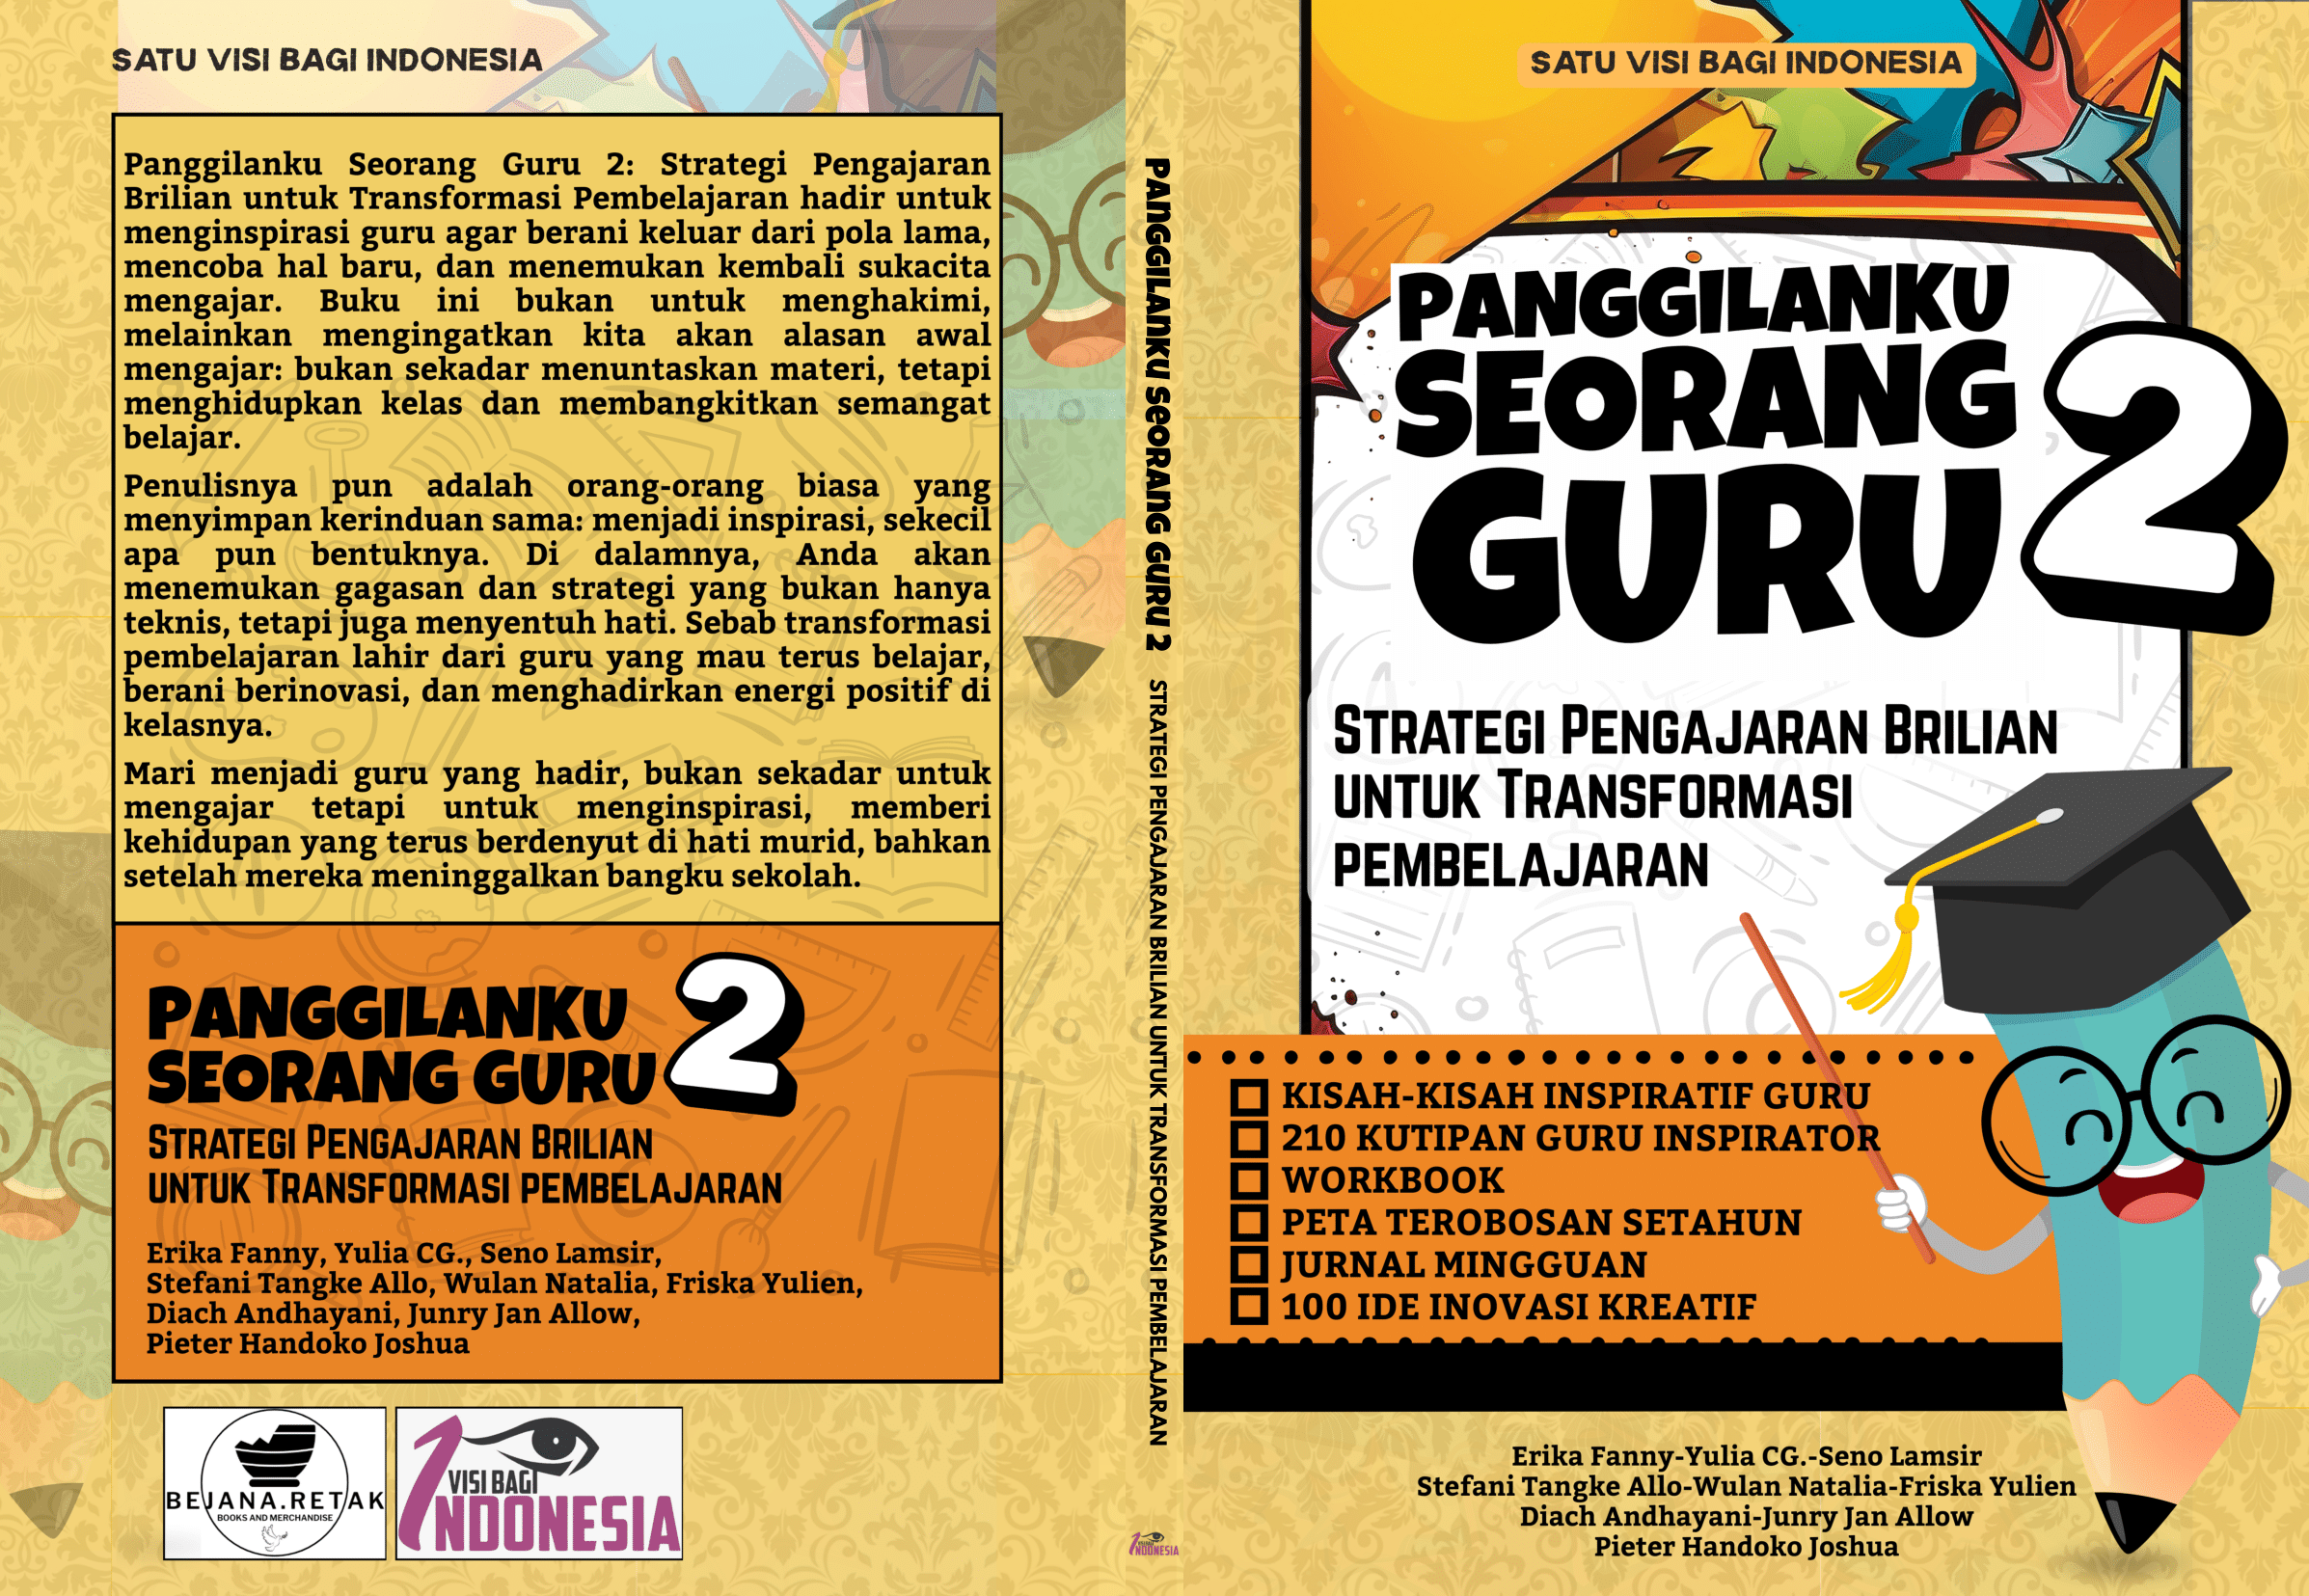 SATU VISI BAGI INDONESIA
Panggilanku Seorang Guru 2: Strategi Pengajaran
Brilian untuk Transformasi Pembelajaran hadir untuk
menginspirasi guru agar berani keluar dari pola lama,
mencoba hal baru, dan menemukan kembali sukacita
mengajar. Buku ini bukan untuk menghakimi,
melainkan mengingatkan kita akan alasan awal
mengajar: bukan sekadar menuntaskan materi, tetapi
menghidupkan kelas dan membangkitkan semangat
belajar.
Penulisnya pun adalah orang-orang biasa yang
menyimpan kerinduan sama: menjadi inspirasi, sekecil
apa pun bentuknya. Di dalamnya, Anda akan
menemukan gagasan dan strategi yang bukan hanya
teknis, tetapi juga menyentuh hati. Sebab transformasi
pembelajaran lahir dari guru yang mau terus belajar,
berani berinovasi, dan menghadirkan energi positif di
kelasnya.
Mari menjadi guru yang hadir, bukan sekadar untuk
mengajar tetapi untuk menginspirasi, memberi
kehidupan yang terus berdenyut di hati murid, bahkan
setelah mereka meninggalkan bangku sekolah.
PANGGILANKU
SEORANG GURU 2
STRATEGI PENGAJARAN BRILIAN
UNTUK TRANSFORMASI PEMBELAJARAN
Erika Fanny, Yulia CG., Seno Lamsir,
Stefani Tangke Allo, Wulan Natalia, Friska Yulien,
Diach Andhayani, Junry Jan Allow,
Pieter Handoko Joshua
BEJANA.RETAK
BOOKS AND MERCHANDISE
1 VISI BAGI
INDONESIA
PANGGILANKU SEORANG GURU 2 STRATEGI PENGAJARAN BRILIAN UNTUK TRANSFORMASI PEMBELAJARAN
1 VISI BAGI
INDONESIA
SATU VISI BAGI INDONESIA
PANGGILANKU
SEORANG
GURU 2
STRATEGI PENGAJARAN BRILIAN
UNTUK TRANSFORMASI
PEMBELAJARAN
KISAH-KISAH INSPIRATIF GURU
210 KUTIPAN GURU INSPIRATOR
WORKBOOK
PETA TEROBOSAN SETAHUN
JURNAL MINGGUAN
100 IDE INOVASI KREATIF
Erika Fanny-Yulia CG.-Seno Lamsir
Stefani Tangke Allo-Wulan Natalia-Friska Yulien
Diach Andhayani-Junry Jan Allow
Pieter Handoko Joshua